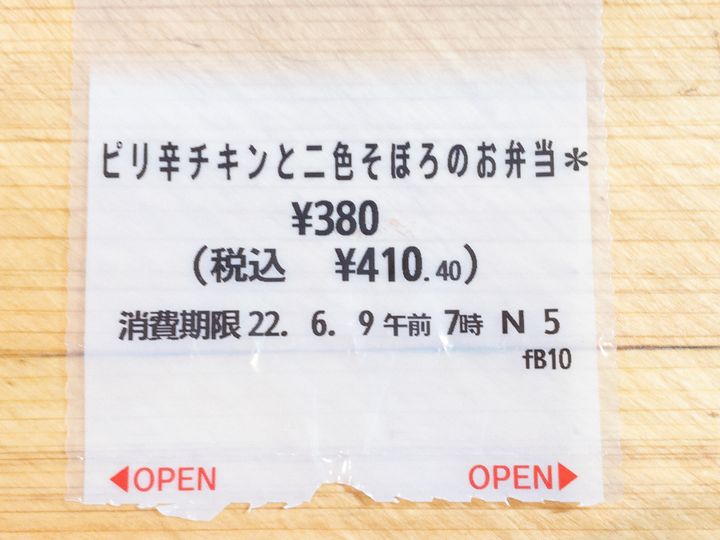 ピリ辛チキンと二色そぼろのお弁当＊
¥380
(税込 ¥410.40)
消費期限 22. 6. 9 午前 7時 N 5
fB10
◀OPEN OPEN▶